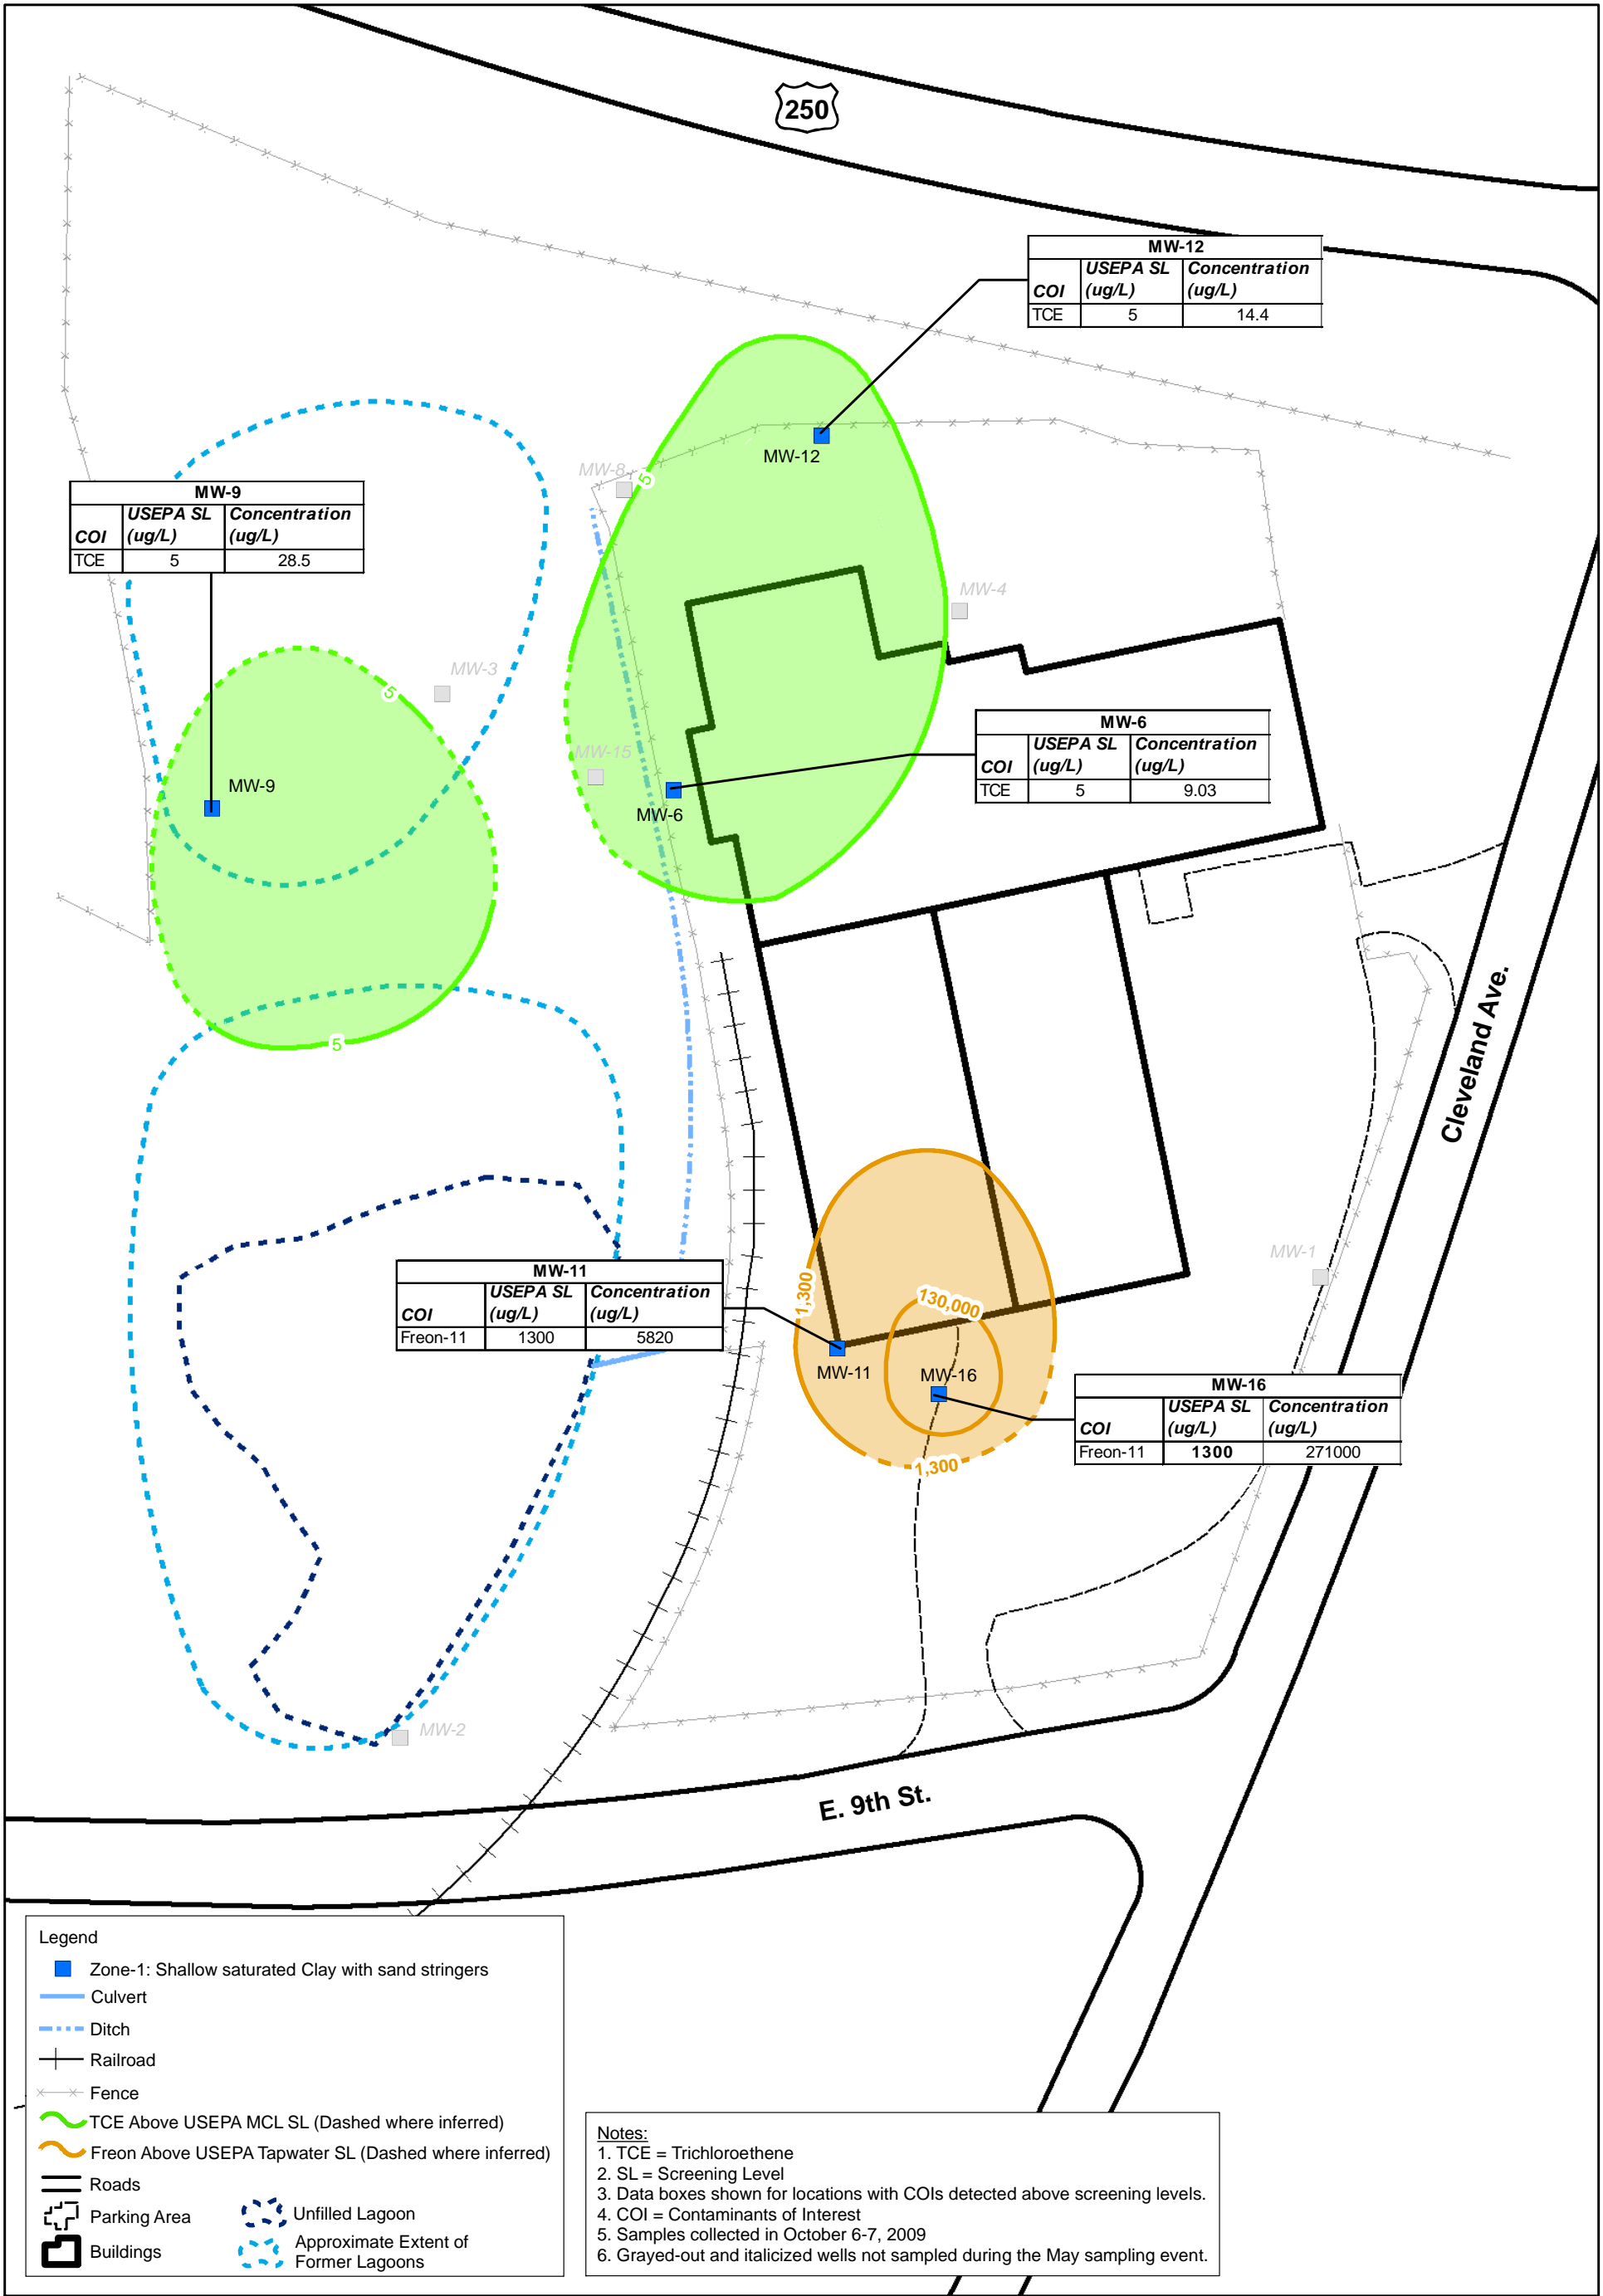 250
MW-12
COI USEPA SL (ug/L) Concentration (ug/L)
TCE 5 14.4
MW-12
MW-8
5
MW-9
COI USEPA SL (ug/L) Concentration (ug/L)
TCE 5 28.5
MW-4
MW-3
5
MW-6
COI USEPA SL (ug/L) Concentration (ug/L)
TCE 5 9.03
MW-15
MW-9
MW-6
5
Cleveland Ave.
MW-1
MW-11
COI USEPA SL (ug/L) Concentration (ug/L)
Freon-11 1300 5820
1,300
130,000
MW-11
MW-16
MW-16
COI USEPA SL (ug/L) Concentration (ug/L)
Freon-11 1300 271000
1,300
MW-2
E. 9th St.
Legend
Zone-1: Shallow saturated Clay with sand stringers
Culvert
Ditch
Railroad
Fence
TCE Above USEPA MCL SL (Dashed where inferred)
Freon Above USEPA Tapwater SL (Dashed where inferred)
Roads
Parking Area
Buildings
Unfilled Lagoon
Approximate Extent of
Former Lagoons
Notes:
1. TCE = Trichloroethene
2. SL = Screening Level
3. Data boxes shown for locations with COIs detected above screening levels.
4. COI = Contaminants of Interest
5. Samples collected in October 6-7, 2009
6. Grayed-out and italicized wells not sampled during the May sampling event.